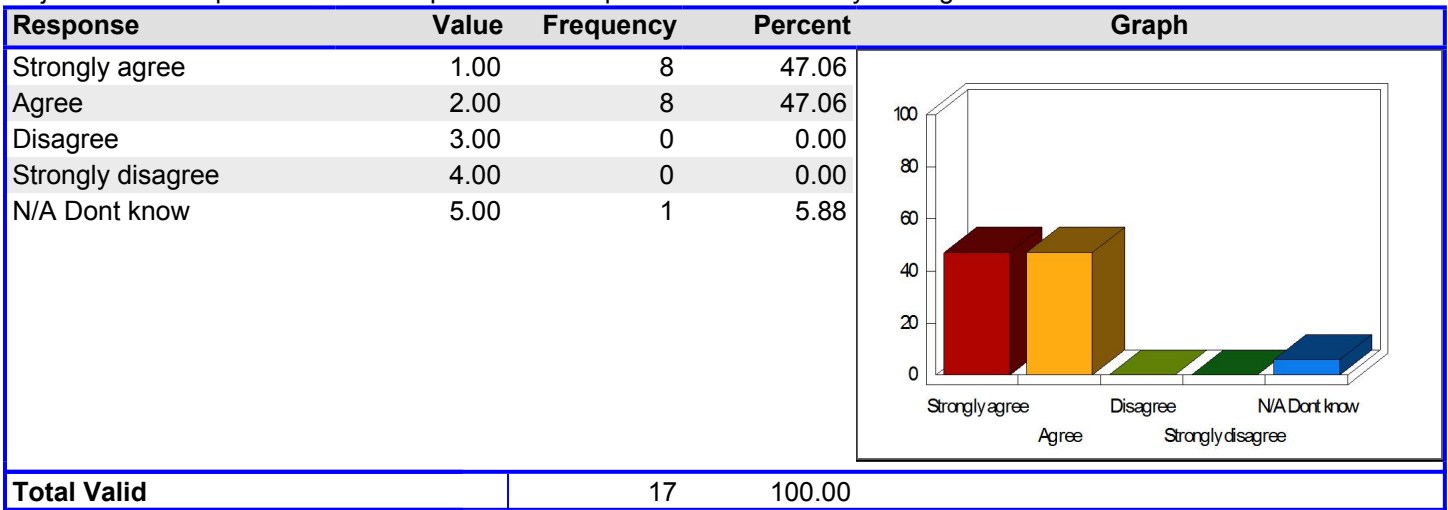 Response Value Frequency Percent Graph
Strongly agree 1.00 8 47.06
Agree 2.00 8 47.06
Disagree 3.00 0 0.00
Strongly disagree 4.00 0 0.00
N/A Dont know 5.00 1 5.88
100
80
60
40
20
0
Strongly agree Disagree N/A Dont know
Agree Strongly disagree
Total Valid 17 100.00